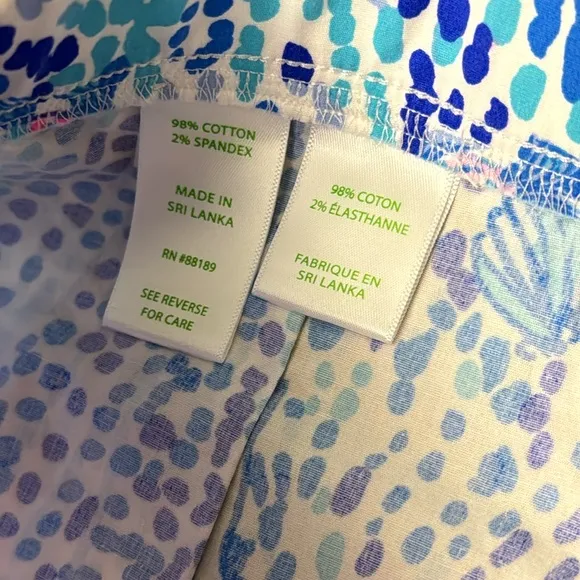 98% COTTON
2% SPANDEX
MADE IN
SRI LANKA
RN #88189
SEE REVERSE
FOR CARE
98% COTON
2% ÉLASTHANNE
FABRIQUE EN
SRI LANKA